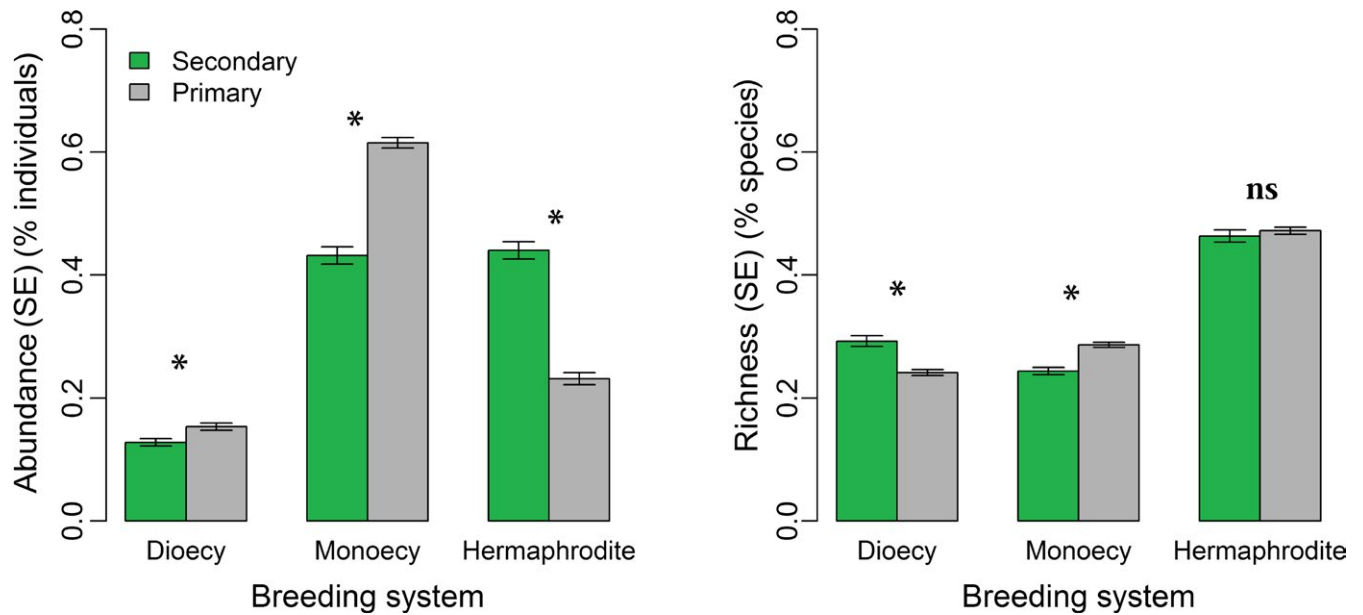 Abundance (SE) (% individuals)
0.0
0.2
0.4
0.6
0.8
Secondary
Primary
*
*
*
Dioecy
Monoecy
Hermaphrodite
Breeding system
Richness (SE) (% species)
0.0
0.2
0.4
0.6
0.8
*
*
ns
Dioecy
Monoecy
Hermaphrodite
Breeding system